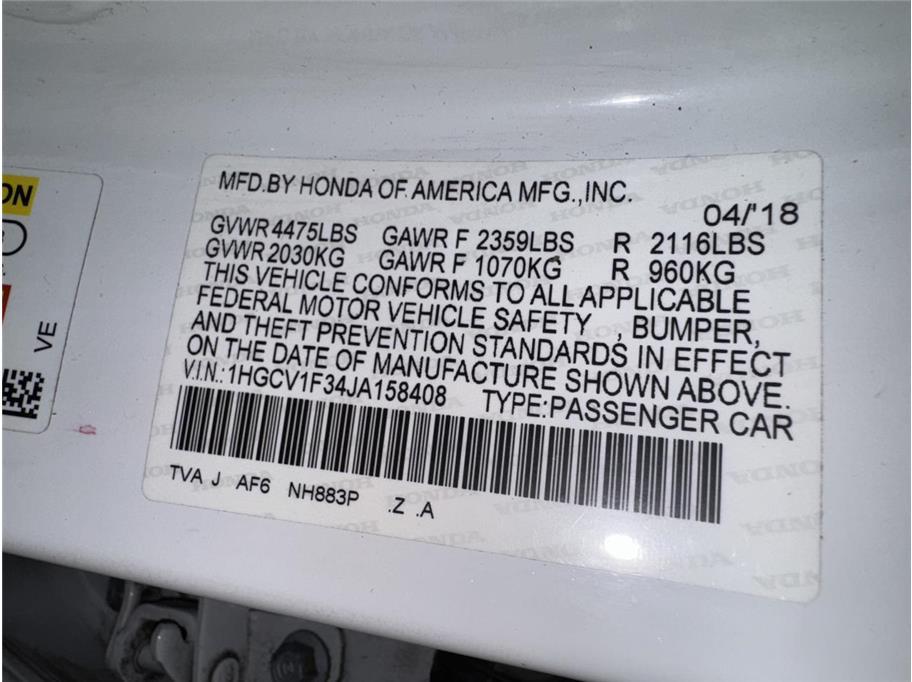 MFD.BY HONDA OF AMERICA MFG.,INC.
04/'18
GVWR 4475LBS GAWR F 2359LBS R 2116LBS
GVWR 2030KG GAWR F 1070KG R 960KG
THIS VEHICLE CONFORMS TO ALL APPLICABLE
FEDERAL MOTOR VEHICLE SAFETY , BUMPER,
AND THEFT PREVENTION STANDARDS IN EFFECT
ON THE DATE OF MANUFACTURE SHOWN ABOVE.
V.I.N.:1HGCV1F34JA158408 TYPE:PASSENGER CAR
TVA J AF6 NH883P .Z .A
VE